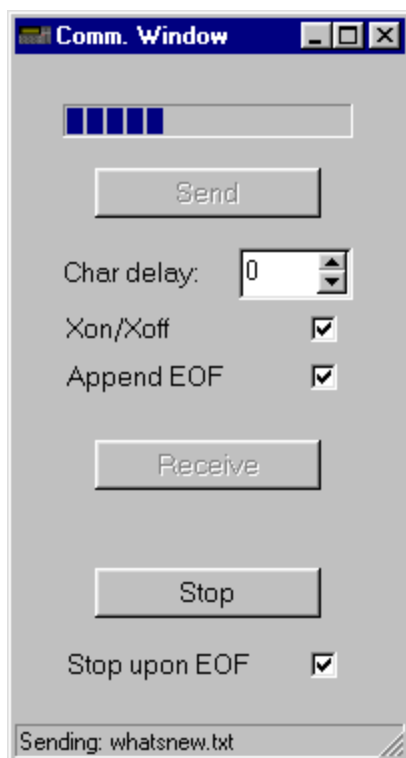 Comm. Window
Send
Char delay: 0
Xon/Xoff
Append EOF
Receive
Stop
Stop upon EOF
Sending: whatsnew.txt